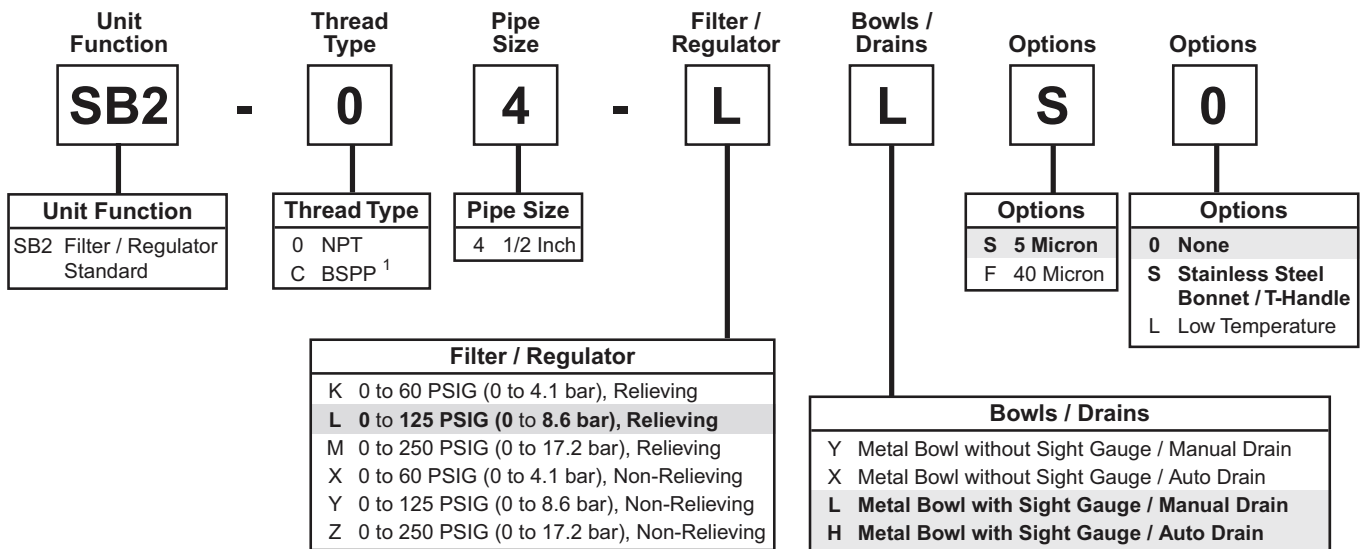 Unit Function
Thread Type
Pipe Size
Filter / Regulator
Bowls / Drains
Options
Options
SB2 - 0 4 - L L S 0
Unit Function
SB2 Filter / Regulator
Standard
Thread Type
0 NPT
C BSPP 1
Pipe Size
4 1/2 Inch
Options
S 5 Micron
F 40 Micron
Options
0 None
S Stainless Steel
Bonnet / T-Handle
L Low Temperature
Filter / Regulator
K 0 to 60 PSIG (0 to 4.1 bar), Relieving
L 0 to 125 PSIG (0 to 8.6 bar), Relieving
M 0 to 250 PSIG (0 to 17.2 bar), Relieving
X 0 to 60 PSIG (0 to 4.1 bar), Non-Relieving
Y 0 to 125 PSIG (0 to 8.6 bar), Non-Relieving
Z 0 to 250 PSIG (0 to 17.2 bar), Non-Relieving
Bowls / Drains
Y Metal Bowl without Sight Gauge / Manual Drain
X Metal Bowl without Sight Gauge / Auto Drain
L Metal Bowl with Sight Gauge / Manual Drain
H Metal Bowl with Sight Gauge / Auto Drain